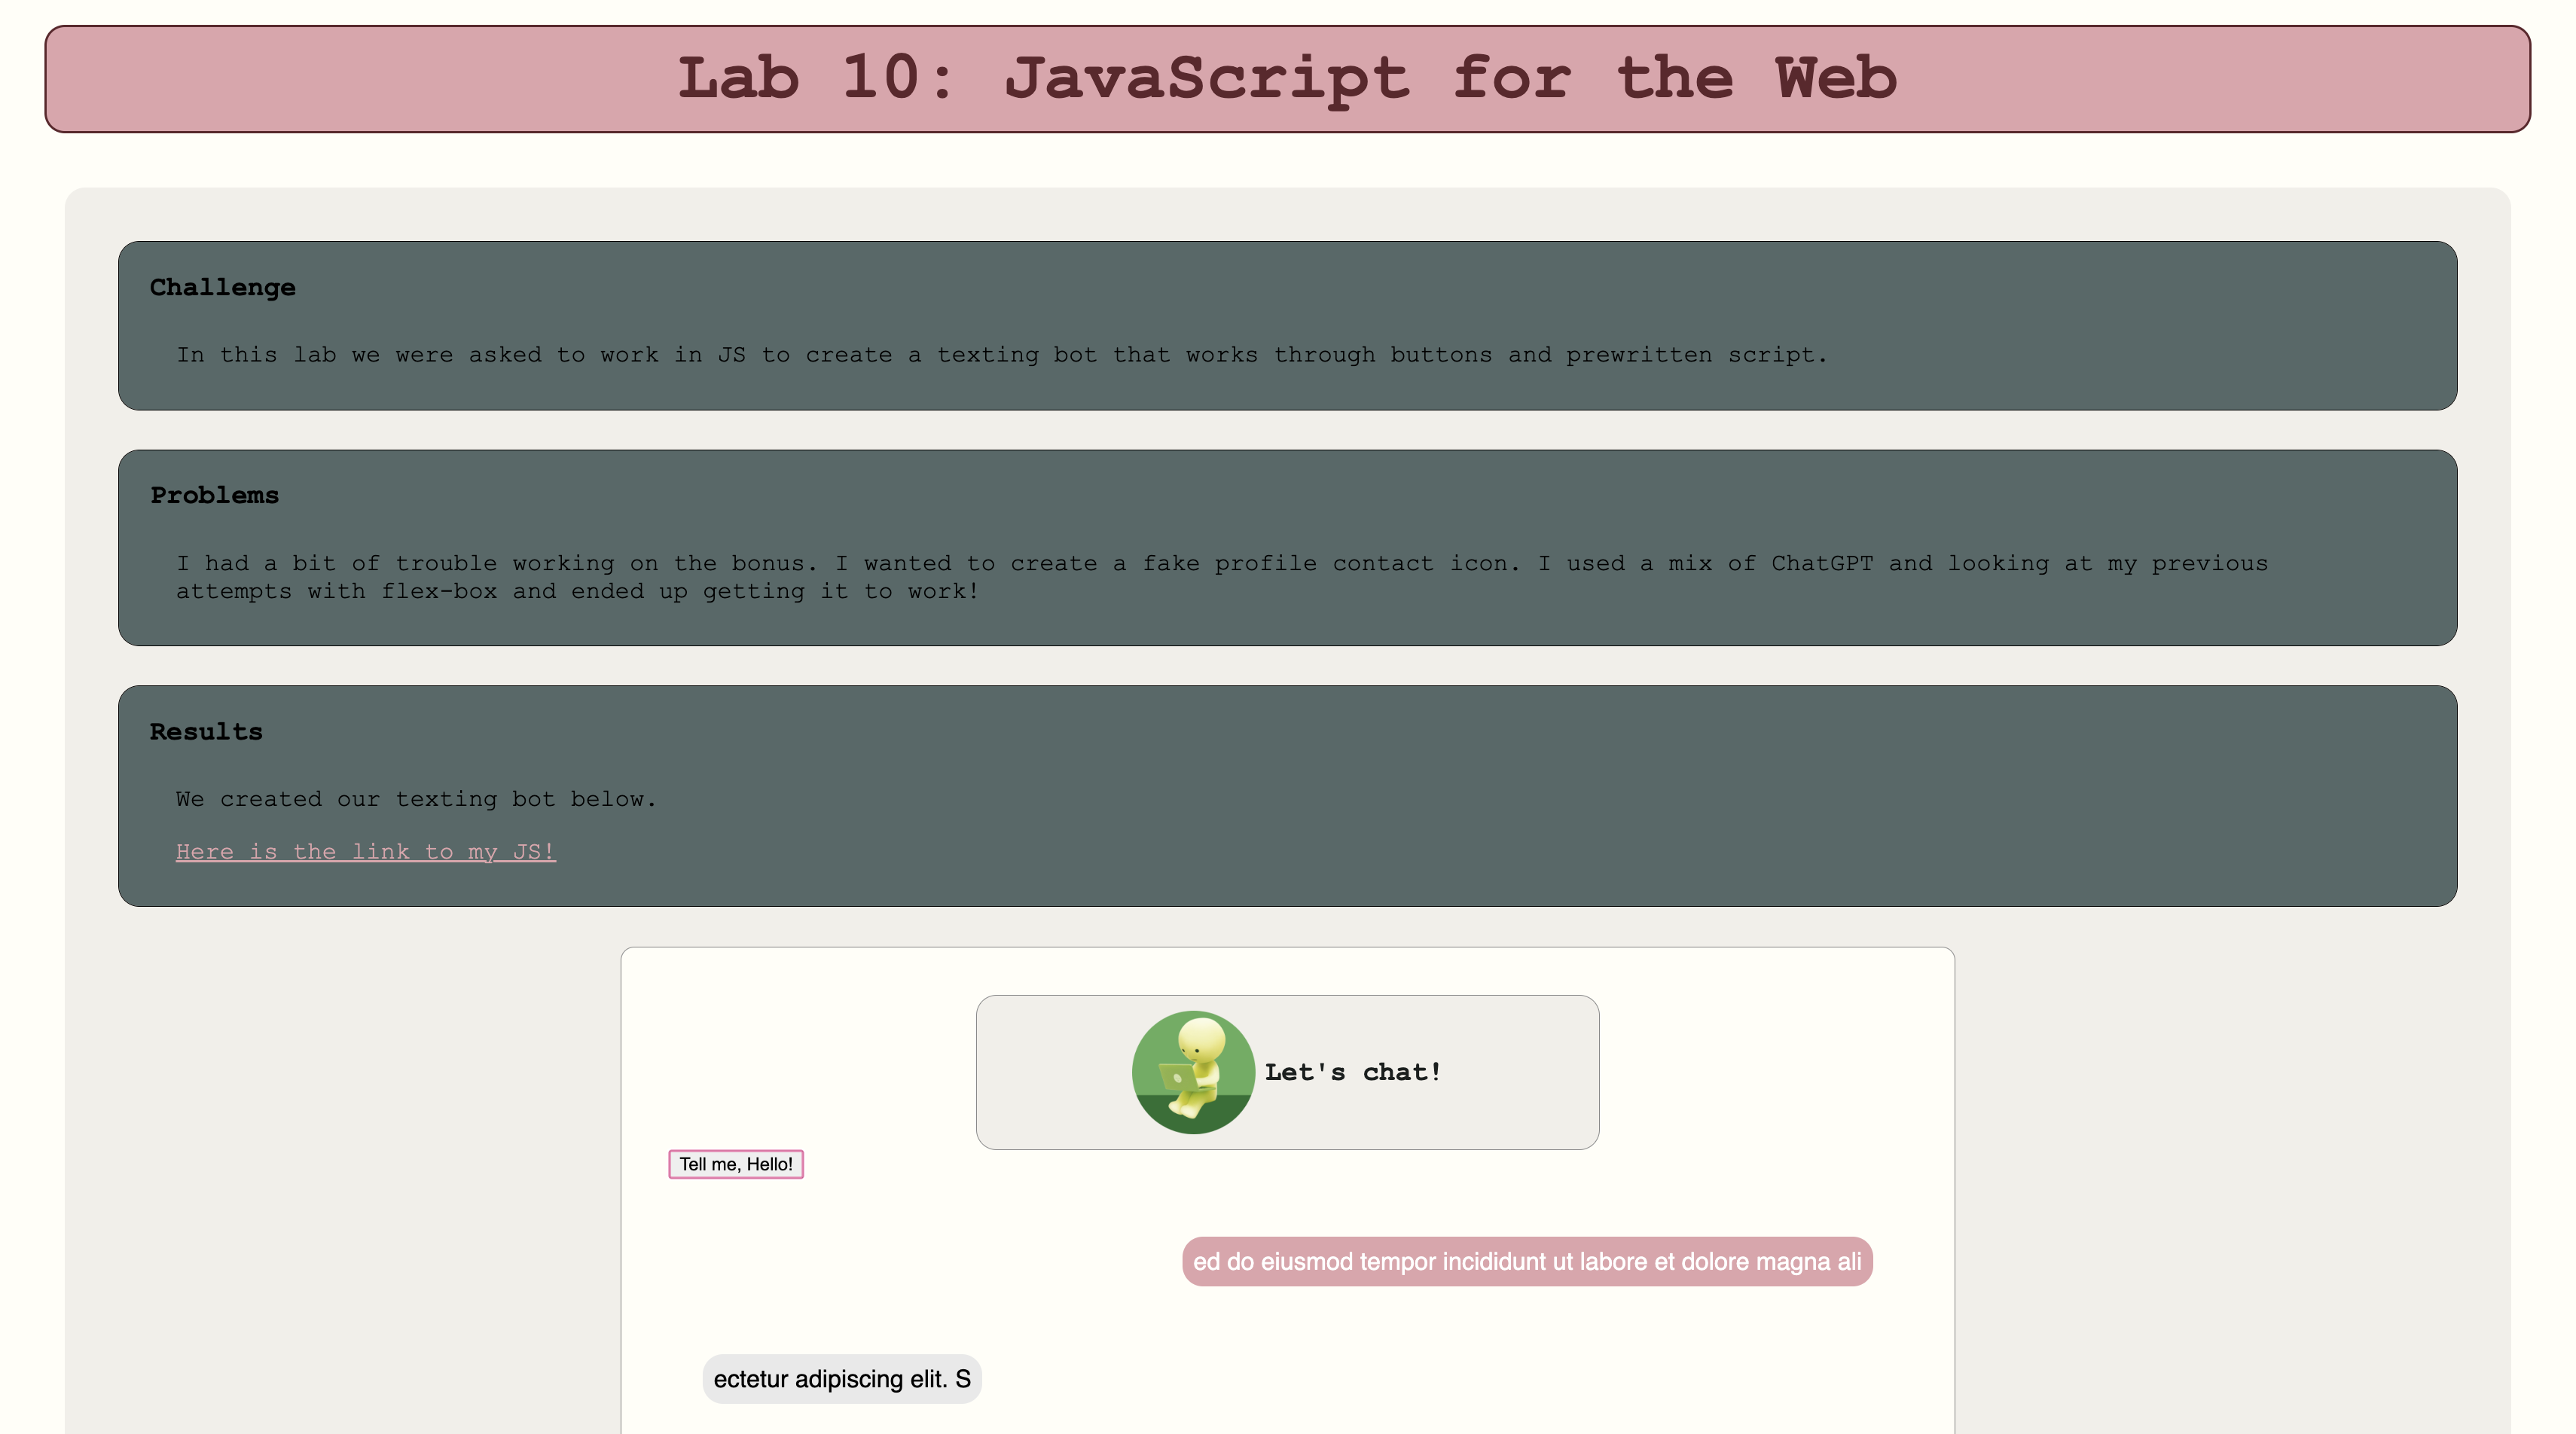 Lab 10: JavaScript for the Web
Challenge
In this lab we were asked to work in JS to create a texting bot that works through buttons and prewritten script.
Problems
I had a bit of trouble working on the bonus. I wanted to create a fake profile contact icon. I used a mix of ChatGPT and looking at my previous
attempts with flex-box and ended up getting it to work!
Results
We created our texting bot below.
Here is the link to my JS!
Let's chat!
Tell me, Hello!
ed do eiusmod tempor incididunt ut labore et dolore magna ali
ectetur adipiscing elit. S